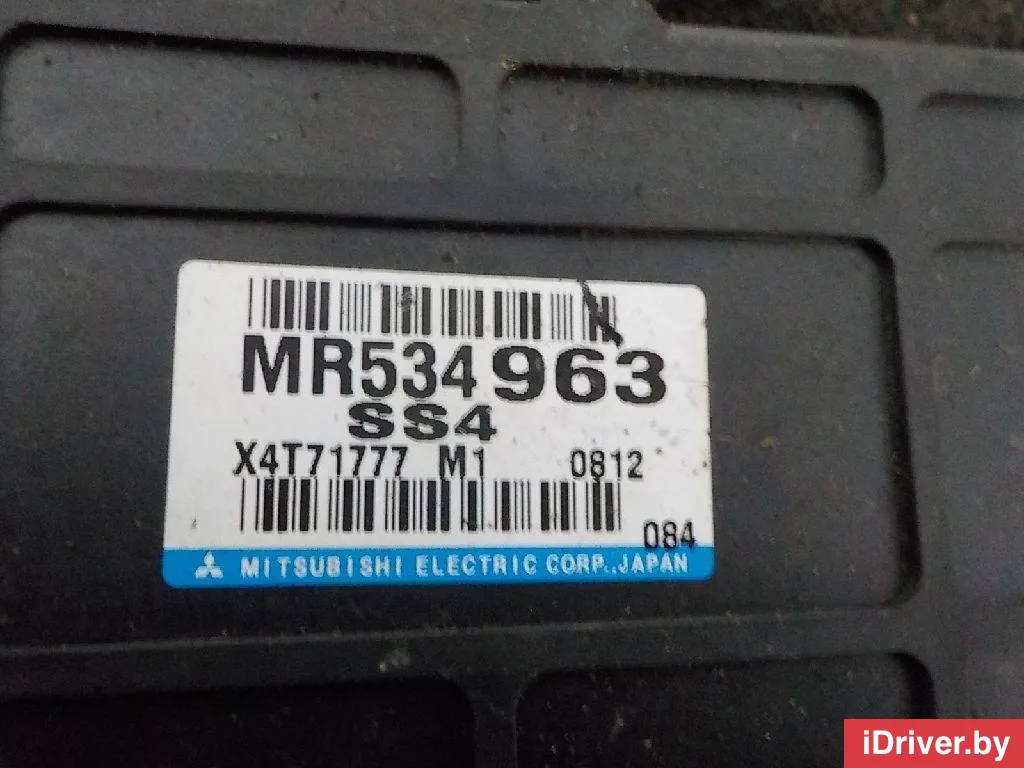 MR534963
SS4
X4T71777 M1 0812
084
MITSUBISHI ELECTRIC CORP.,JAPAN
iDriver.by